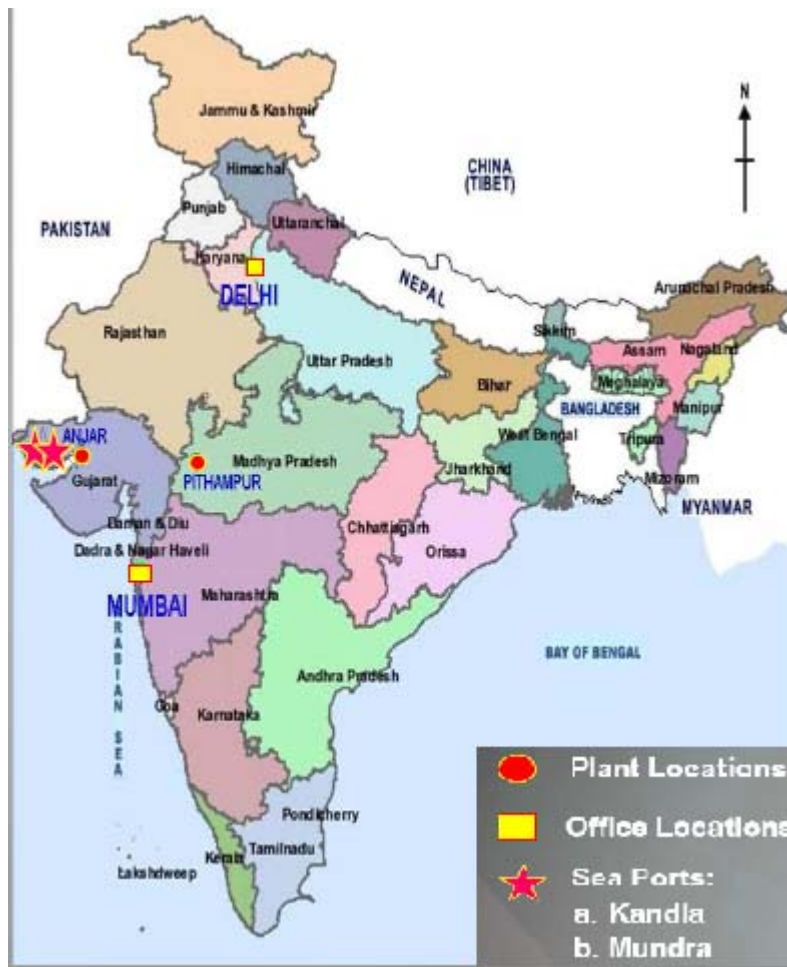 Jammu & Kashmir
N
CHINA
(TIBET)
Himachal
Punjab
Uttaranchal
PAKISTAN
Haryana
DELHI
NEPAL
Arunachal Pradesh
Rajasthan
Sikkim
Uttar Pradesh
Assam
Nagaland
Bihar
Meghalaya
BANGLADESH
Manipur
ANJAR
West Bengal
Tripura
Madhya Pradesh
Jharkhand
Gujarat
PITHAMPUR
Mizoram
MYANMAR
Daman & Diu
Chhattisgarh
Dadra & Nagar Haveli
Orissa
Maharashtra
MUMBAI
ARABIAN SEA
BAY OF BENGAL
Andhra Pradesh
Goa
Karnataka
Plant Locations
Pondicherry
Office Locations
Tamilnadu
Kerala
Lakshdweep
Sea Ports:
a. Kandla
b. Mundra